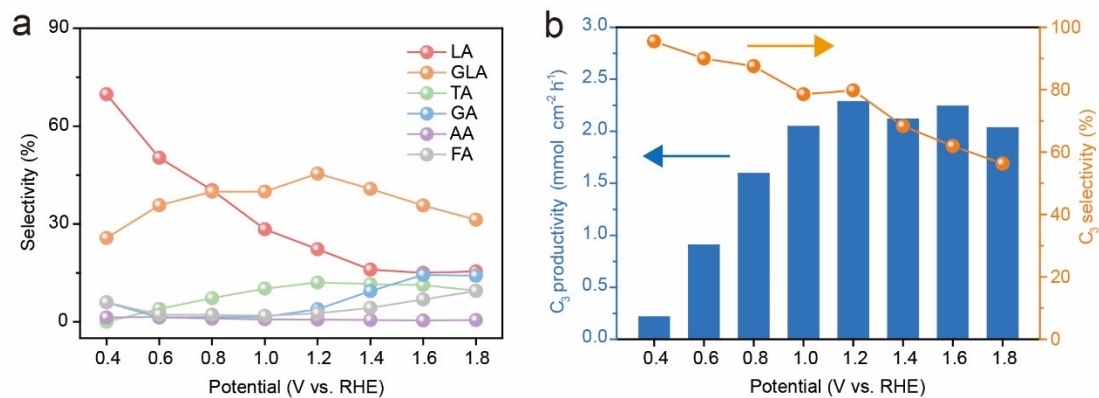 a
90
60
30
0
Selectivity (%)
LA
GLA
TA
GA
AA
FA
0.4 0.6 0.8 1.0 1.2 1.4 1.6 1.8
Potential (V vs. RHE)
b
3.0
2.5
2.0
1.5
1.0
0.5
0.0
C₃ productivity (mmol cm⁻² h⁻¹)
100
80
60
40
20
0
C₃ selectivity (%)
0.4 0.6 0.8 1.0 1.2 1.4 1.6 1.8
Potential (V vs. RHE)